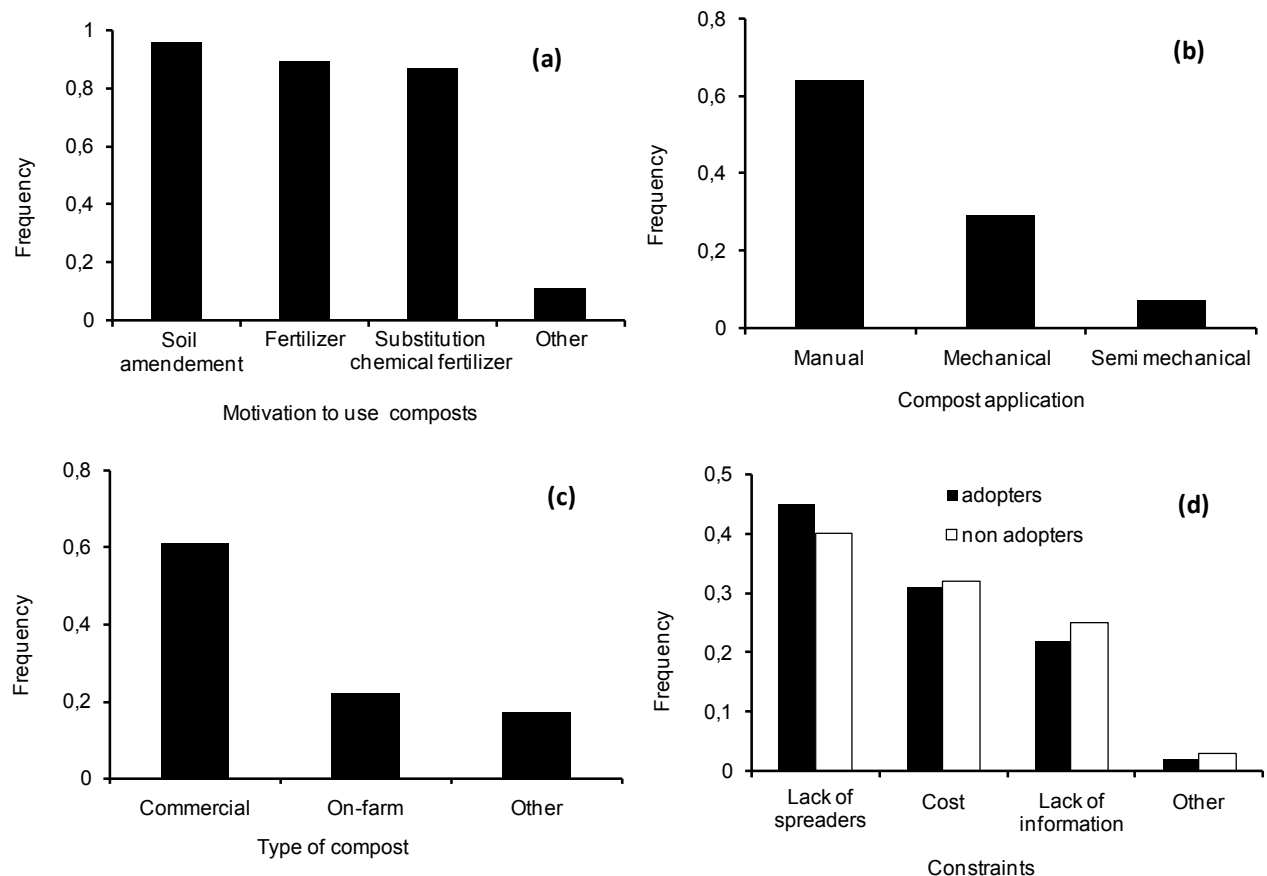 1
0,8
0,6
0,4
0,2
0
Frequency
(a)
Soil
amendement
Fertilizer
Substitution
chemical fertilizer
Other
Motivation to use composts
0,8
0,6
0,4
0,2
0
Frequency
(b)
Manual
Mechanical
Semi mechanical
Compost application
0,8
0,6
0,4
0,2
0
Frequency
(c)
Commercial
On-farm
Other
Type of compost
0,5
0,4
0,3
0,2
0,1
0
Frequency
adopters
non adopters
(d)
Lack of
spreaders
Cost
Lack of
information
Other
Constraints